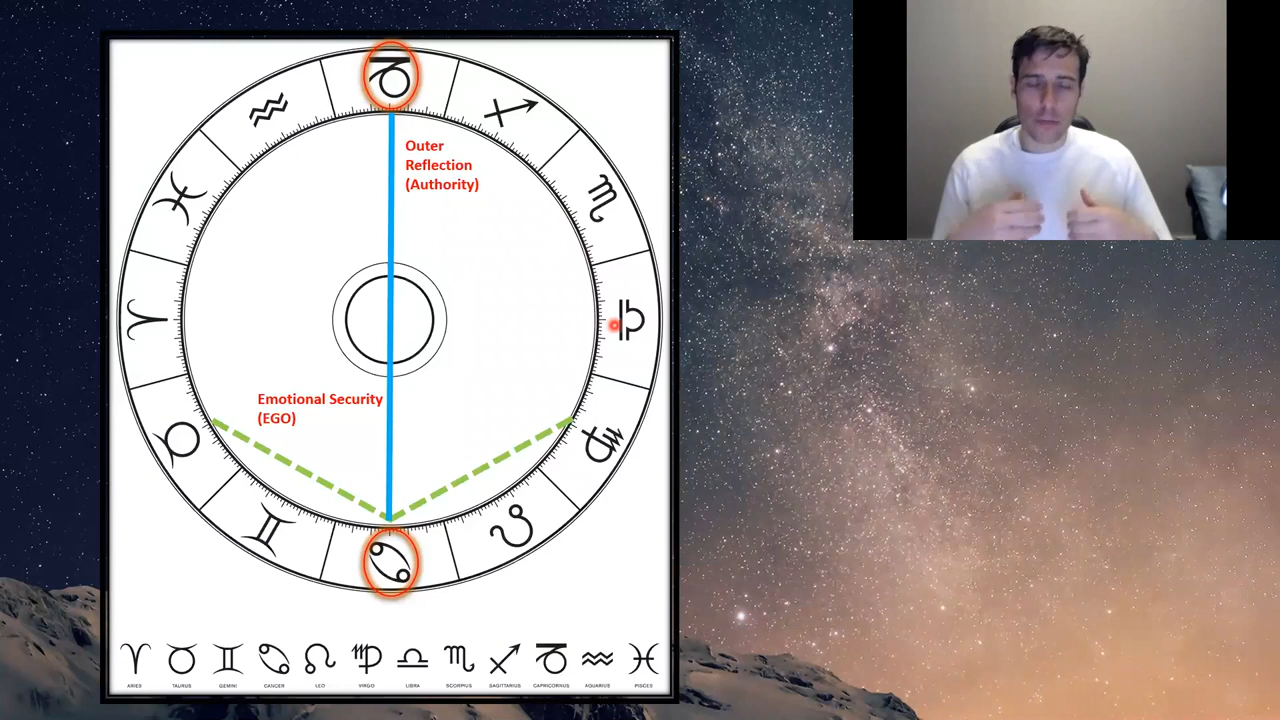 Outer
Reflection
(Authority)
Emotional Security
(EGO)
ARIES TAURUS GEMINI CANCER LEO VIRGO LIBRA SCORPIUS SAGITTARIUS CAPRICORNUS AQUARIUS PISCES